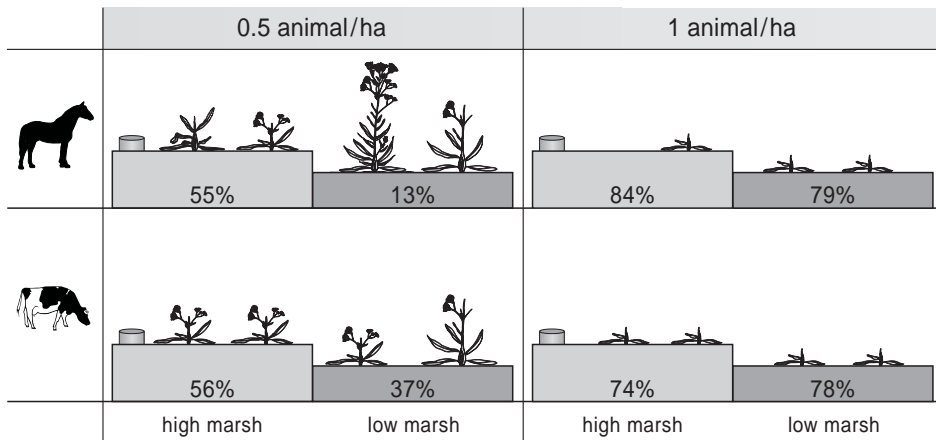 0.5 animal/ha 1 animal/ha
55% 13% 84% 79%
56% 37% 74% 78%
high marsh low marsh high marsh low marsh